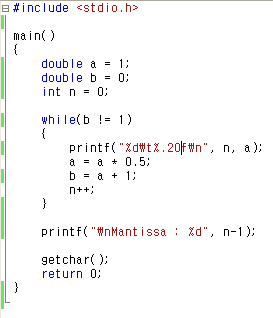 #include <stdio.h>
main()
{
double a = 1;
double b = 0;
int n = 0;
while(b != 1)
{
printf("%d₩t%.20f₩n", n, a);
a = a * 0.5;
b = a + 1;
n++;
}
printf("₩nMantissa : %d", n-1);
getchar();
return 0;
}